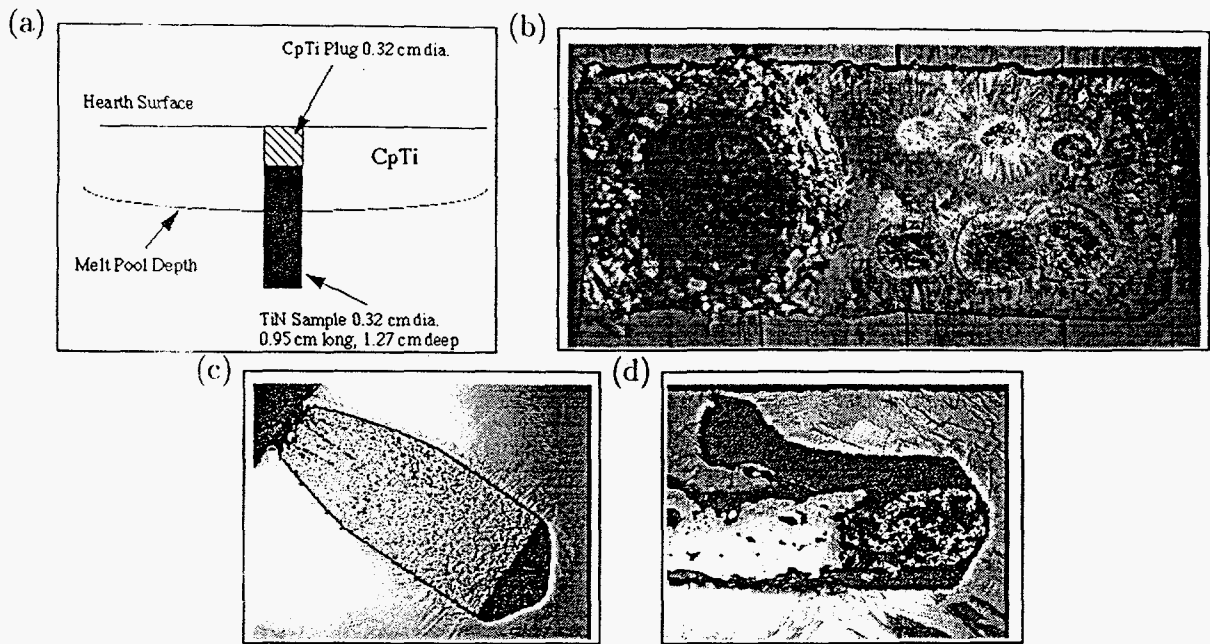 (a)
CpTi Plug 0.32 cm dia.
Hearth Surface
CpTi
Melt Pool Depth
TiN Sample 0.32 cm dia.
0.95 cm long, 1.27 cm deep
(b)
(c)
(d)